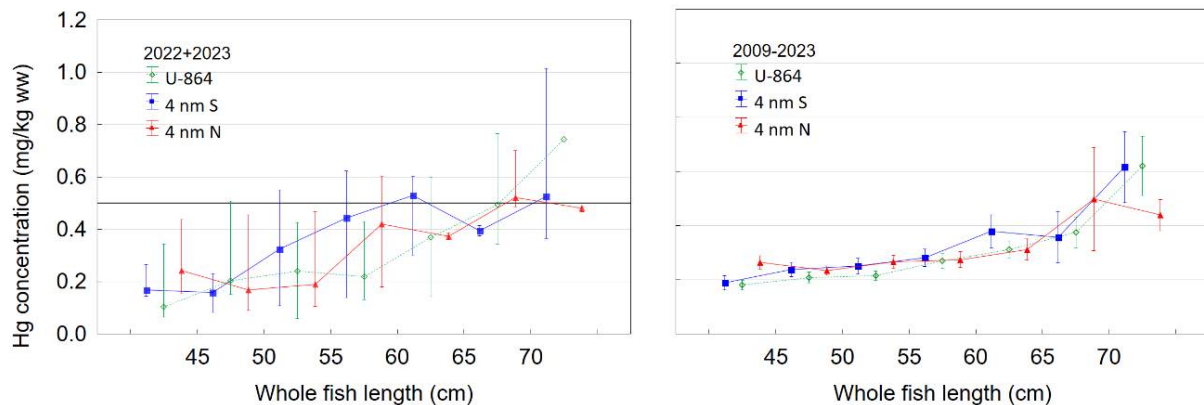 1.2
1.0
0.8
0.6
0.4
0.2
0.0
Hg concentration (mg/kg ww)
2022+2023
U-864
4 nm S
4 nm N
45 50 55 60 65 70
Whole fish length (cm)
2009-2023
U-864
4 nm S
4 nm N
45 50 55 60 65 70
Whole fish length (cm)